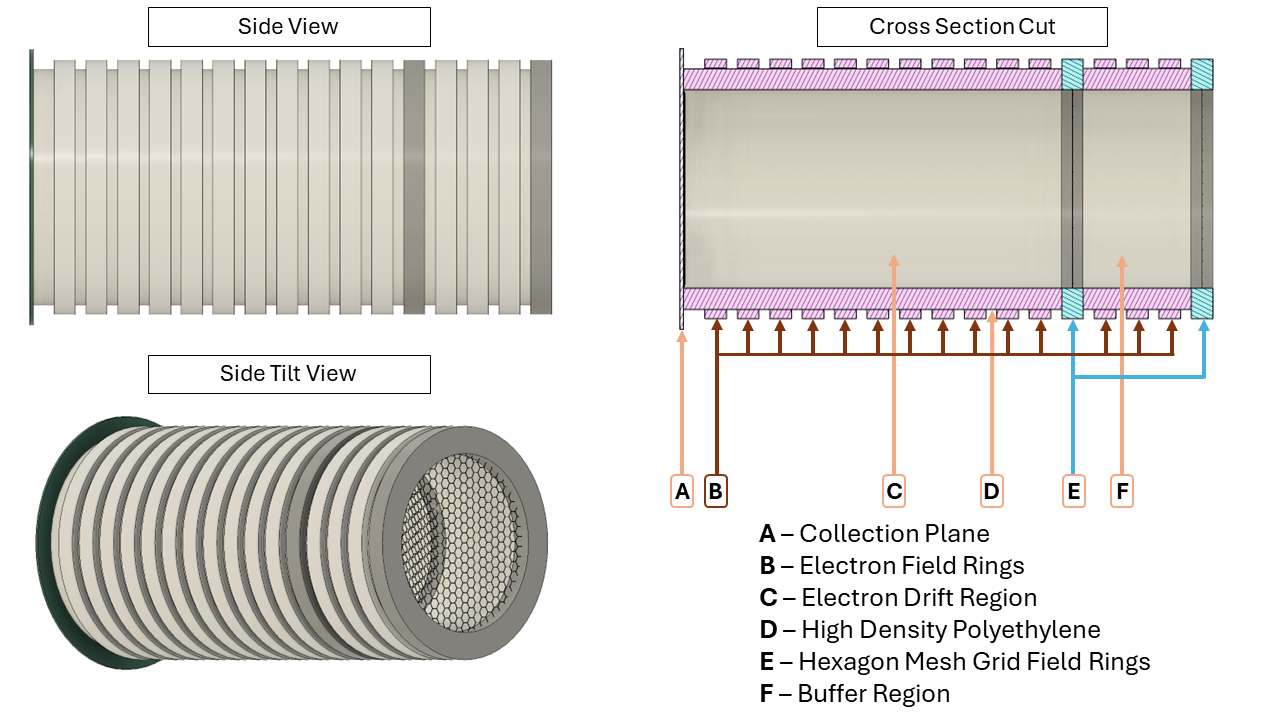 Side View
Cross Section Cut
Side Tilt View
A B C D E F
A – Collection Plane
B – Electron Field Rings
C – Electron Drift Region
D – High Density Polyethylene
E – Hexagon Mesh Grid Field Rings
F – Buffer Region